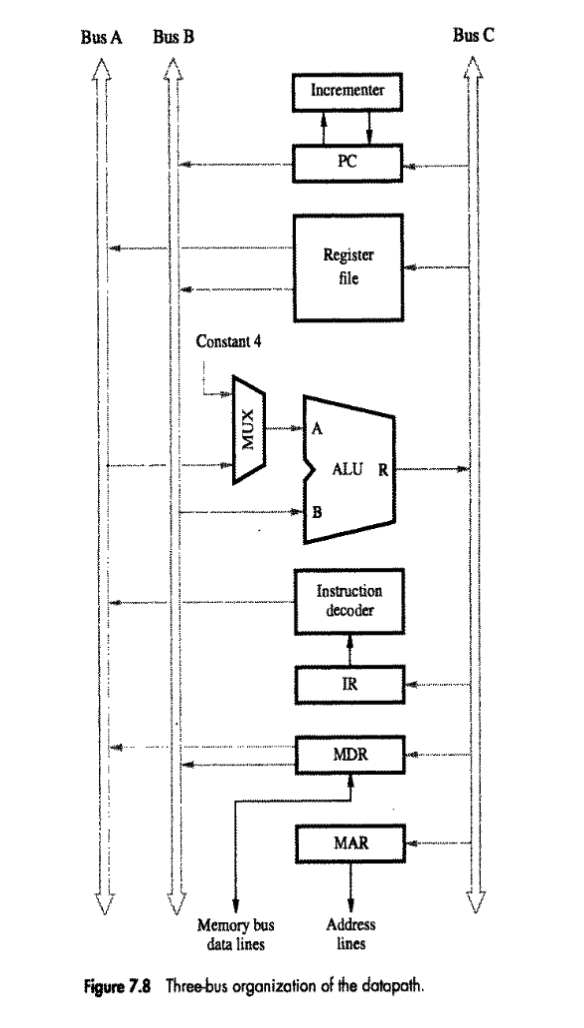 Bus A
Bus B
Bus C
Incrementer
PC
Register
file
Constant 4
MUX
A
ALU
R
B
Instruction
decoder
IR
MDR
MAR
Memory bus
data lines
Address
lines
Figure 7.8 Three-bus organization of the datapath.